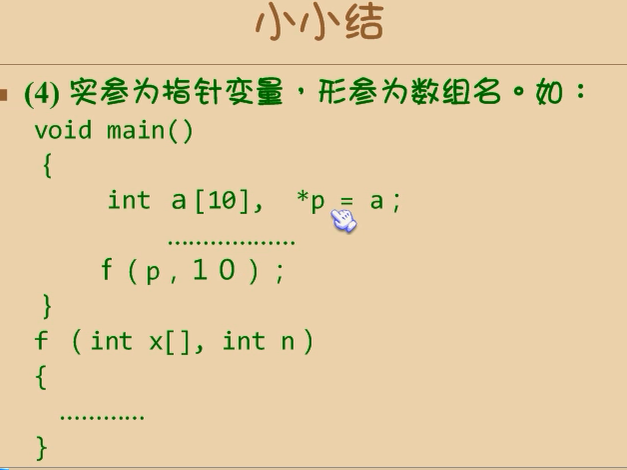 小小结
(4) 实参为指针变量，形参为数组名。如：
void main()
{
int a[10], *p = a;
………………
f(p,10);
}
f (int x[], int n)
{
…………
}